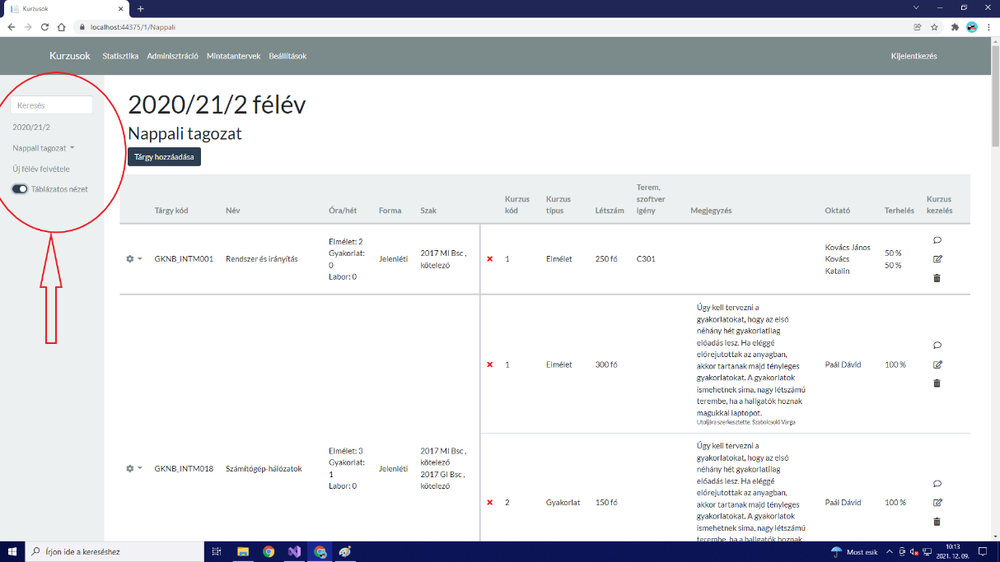 Kurzusok
localhost:44375/1/Nappali
Kurzusok Statisztika Adminisztráció Mintatantervek Beállítások Kijelentkezés
Keresés
2020/21/2
Nappali tagozat
Új félév felvétele
Táblázatos nézet
2020/21/2 félév
Nappali tagozat
Tárgy hozzáadása
Tárgy kód Név Óra/hét Forma Szak
Kurzus
kód
Kurzus
típus
Létszám
Terem,
szoftver
igény
Megjegyzés
Oktató
Terhelés
Kurzus
kezelés
GKNB_INTM001
Rendszer és irányítás
Elmélet: 2
Gyakorlat:
0
Labor: 0
Jelenléti
2017 MI Bsc ,
kötelező
1 Elmélet 250 fó C301
Kovács János
Kovács
Katalin
50 %
50 %
GKNB_INTM018
Számítógép-hálózatok
Elmélet: 3
Gyakorlat:
1
Labor: 0
Jelenléti
2017 MI Bsc ,
kötelező
2017 GI Bsc ,
kötelező
1 Elmélet 300 fó
Úgy kell tervezni a
gyakorlatokat, hogy az első
néhány hét gyakorlatilag
előadás lesz. Ha eléggé
előrejutottak az anyagban,
akkor tartanak majd tényleges
gyakorlatokat. A gyakorlatok
ismehetnek sima, nagy létszámú
terembe, ha a hallgatók hoznak
magukkal laptopot.
Utoljára szerkesztette: Szabolcsoló Varga
Paál Dávid 100 %
2 Gyakorlat 150 fó
Úgy kell tervezni a
gyakorlatokat, hogy az első
néhány hét gyakorlatilag
előadás lesz. Ha eléggé
előrejutottak az anyagban,
akkor tartanak majd tényleges
gyakorlatokat. A gyakorlatok
ismehetnek sima, nagy létszámú
terembe, ha a hallgatók hoznak
Paál Dávid 100 %
Írjon ide a kereséshez
Most esik
10:13
2021. 12. 09.